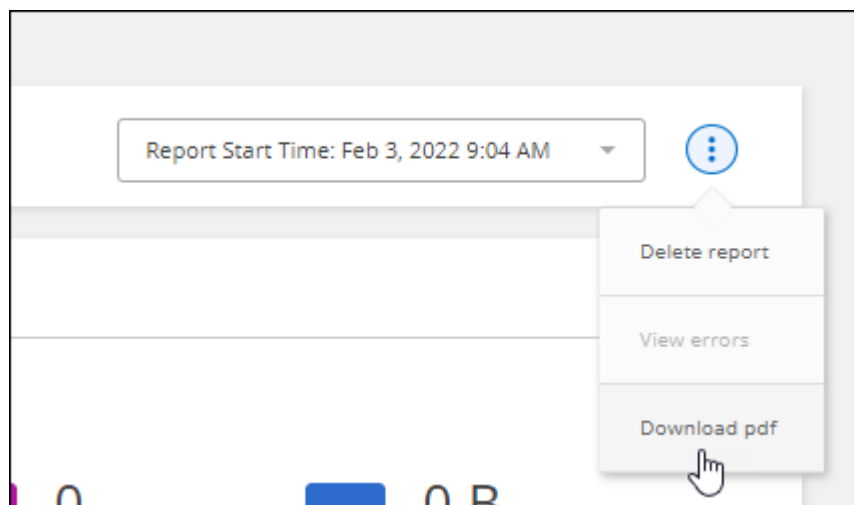 Report Start Time: Feb 3, 2022 9:04 AM
Delete report
View errors
Download pdf
0
0 B